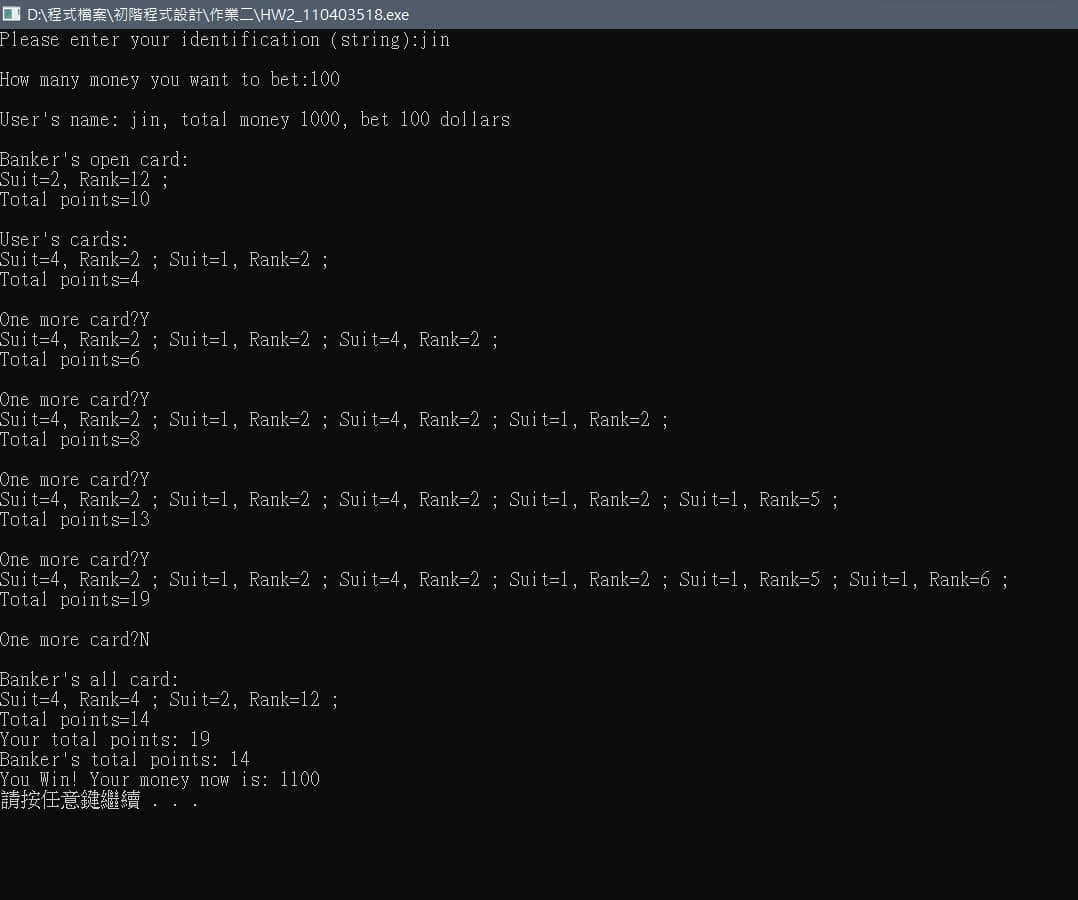 D:\程式檔案\初階程式設計\作業二\HW2_110403518.exe
Please enter your identification (string):jin
How many money you want to bet:100
User's name: jin, total money 1000, bet 100 dollars
Banker's open card:
Suit=2, Rank=12 ;
Total points=10
User's cards:
Suit=4, Rank=2 ; Suit=1, Rank=2 ;
Total points=4
One more card?Y
Suit=4, Rank=2 ; Suit=1, Rank=2 ; Suit=4, Rank=2 ;
Total points=6
One more card?Y
Suit=4, Rank=2 ; Suit=1, Rank=2 ; Suit=4, Rank=2 ; Suit=1, Rank=2 ;
Total points=8
One more card?Y
Suit=4, Rank=2 ; Suit=1, Rank=2 ; Suit=4, Rank=2 ; Suit=1, Rank=2 ; Suit=1, Rank=5 ;
Total points=13
One more card?Y
Suit=4, Rank=2 ; Suit=1, Rank=2 ; Suit=4, Rank=2 ; Suit=1, Rank=2 ; Suit=1, Rank=5 ; Suit=1, Rank=6 ;
Total points=19
One more card?N
Banker's all card:
Suit=4, Rank=4 ; Suit=2, Rank=12 ;
Total points=14
Your total points: 19
Banker's total points: 14
You Win! Your money now is: 1100
請按任意鍵繼續 . . .